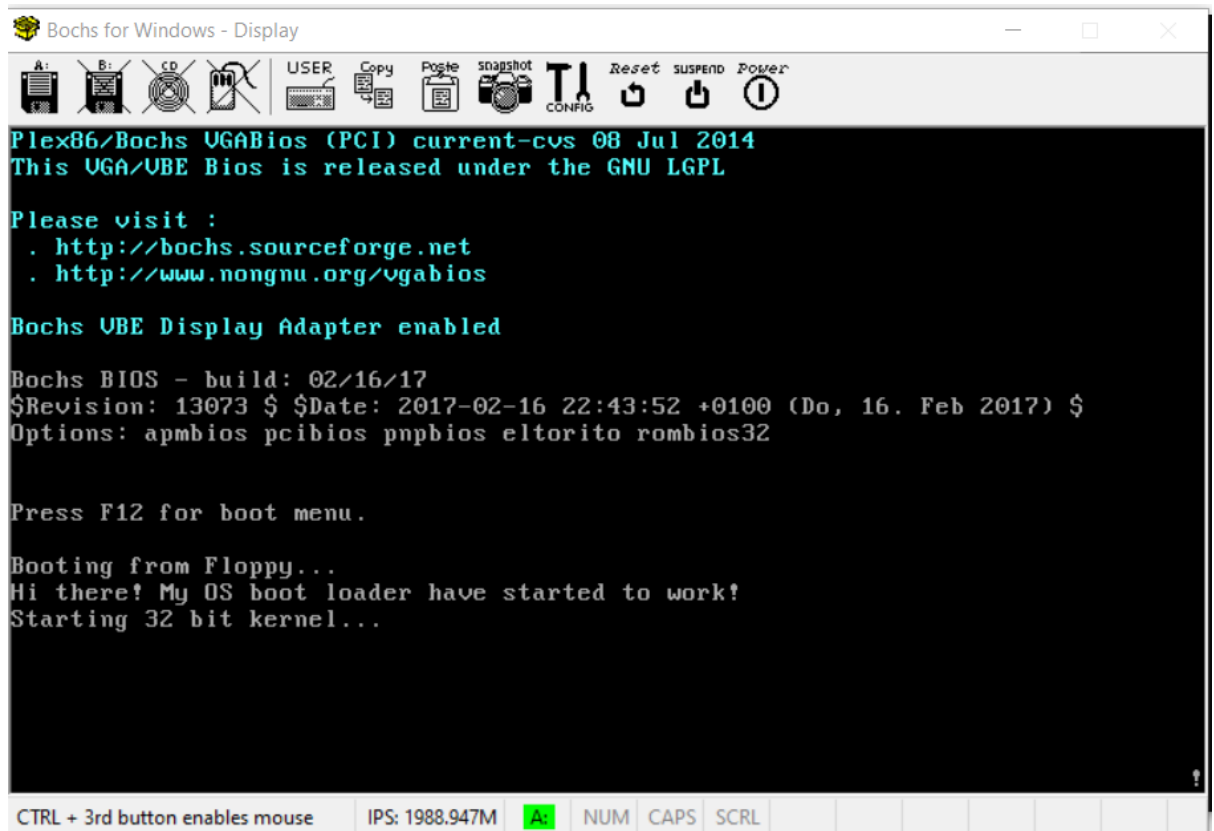 Bochs for Windows - Display
A: B: CD USER Copy Poste snapshot CONFIG Reset SUSPEND Power
Plex86/Bochs VGABios (PCI) current-cvs 08 Jul 2014
This VGA/VBE Bios is released under the GNU LGPL
Please visit :
. http://bochs.sourceforge.net
. http://www.nongnu.org/vgabios
Bochs VBE Display Adapter enabled
Bochs BIOS - build: 02/16/17
$Revision: 13073 $ $Date: 2017-02-16 22:43:52 +0100 (Do, 16. Feb 2017) $
Options: apmbios pcibios pnpbios eltorito rombios32
Press F12 for boot menu.
Booting from Floppy...
Hi there! My OS boot loader have started to work!
Starting 32 bit kernel...
!
CTRL + 3rd button enables mouse IPS: 1988.947M A: NUM CAPS SCRL